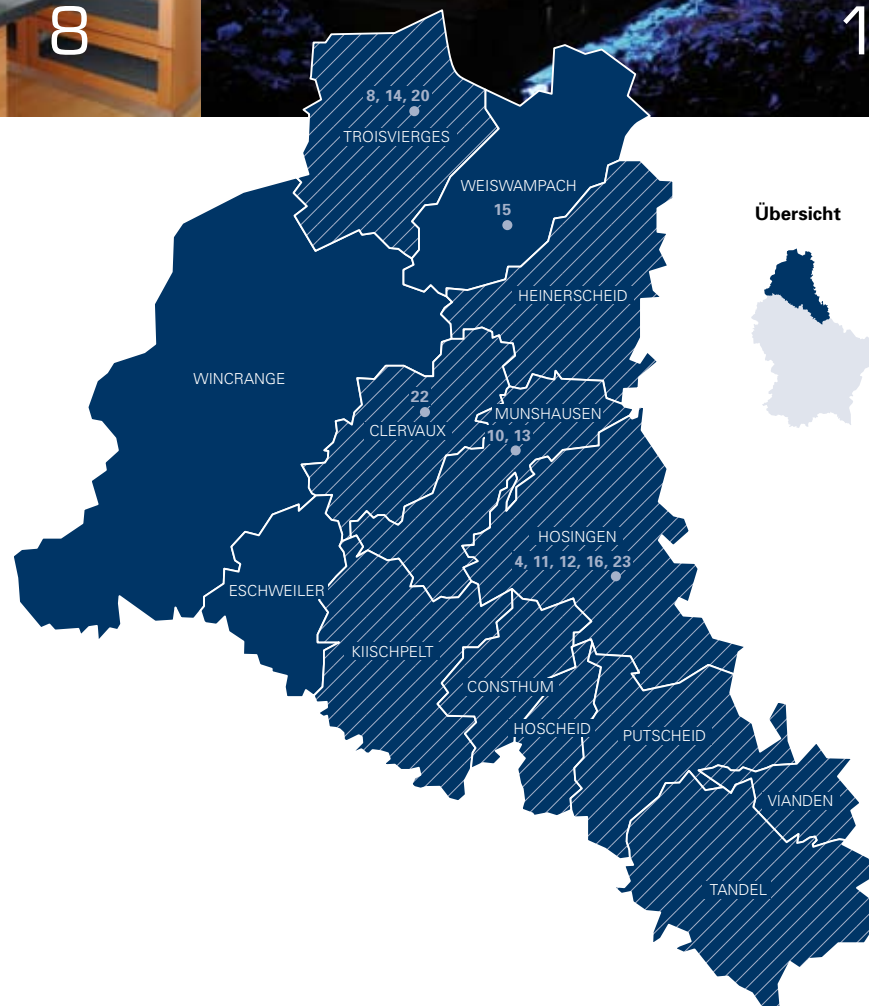 8
1
8, 14, 20
TROISVIERGES
WEISWAMPACH
15
Übersicht
HEINERSCHEID
WINCRANGE
22
CLERVAUX
MUNSHAUSEN
10, 13
HOSINGEN
4, 11, 12, 16, 23
ESCHWEILER
KIISCHPELT
CONSTHUM
HOSCHEID
PUTSCHEID
VIANDEN
TANDEL